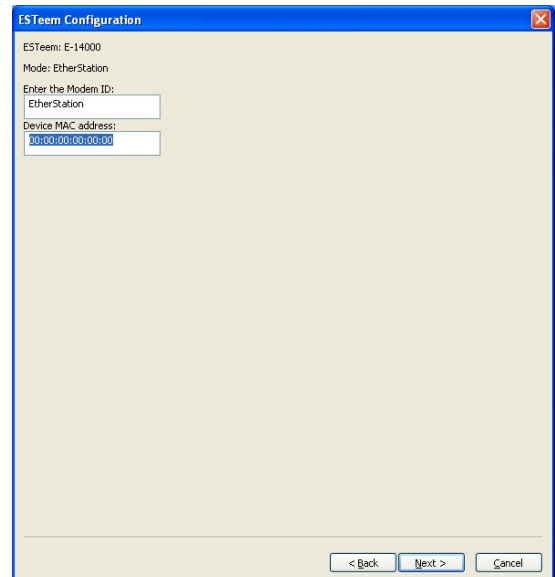 ESTeem Configuration
ESTeem: E-14000
Mode: EtherStation
Enter the Modem ID:
EtherStation
Device MAC address:
00:00:00:00:00:00
< Back
Next >
Cancel